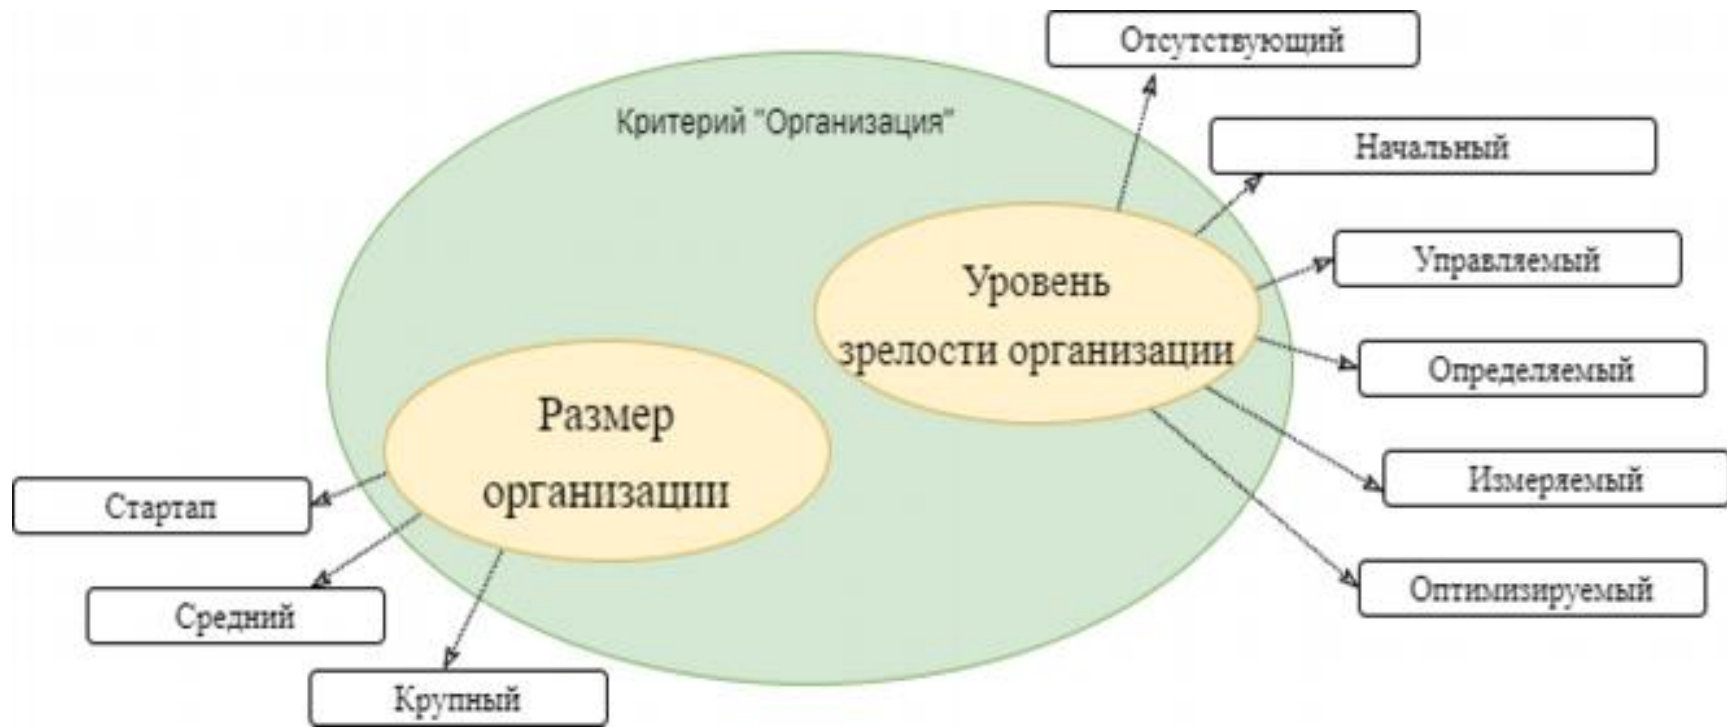 Отсутствующий
Критерий "Организация"
Начальный
Управляемый
Уровень
зрелости организации
Определяемый
Размер
организации
Измеряемый
Стартап
Оптимизируемый
Средний
Крупный